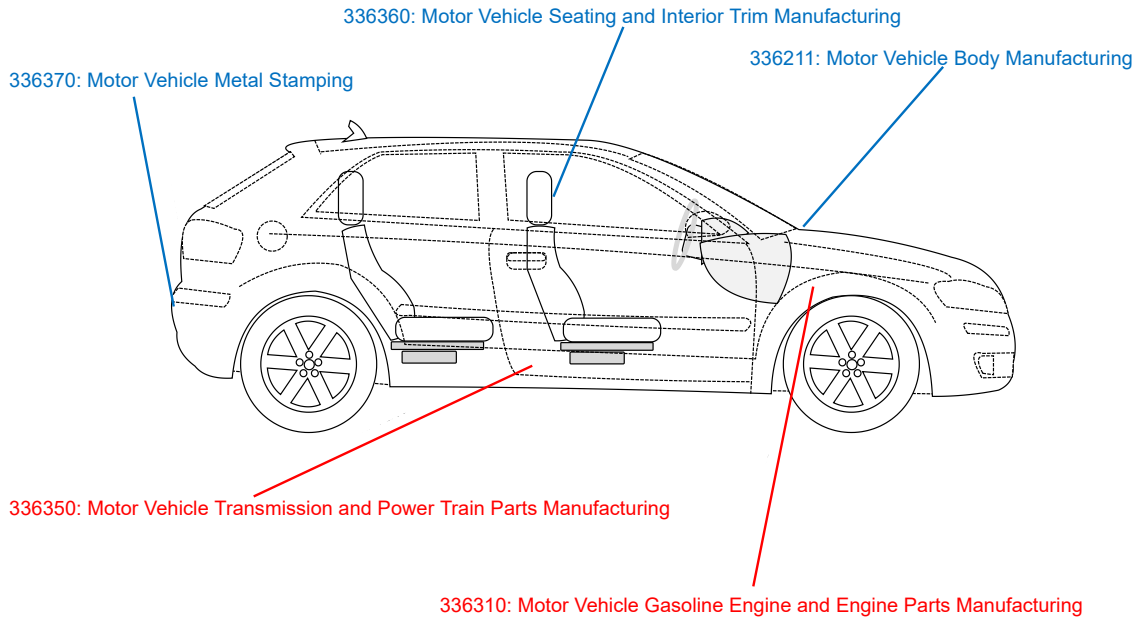 336360: Motor Vehicle Seating and Interior Trim Manufacturing
336211: Motor Vehicle Body Manufacturing
336370: Motor Vehicle Metal Stamping
336350: Motor Vehicle Transmission and Power Train Parts Manufacturing
336310: Motor Vehicle Gasoline Engine and Engine Parts Manufacturing